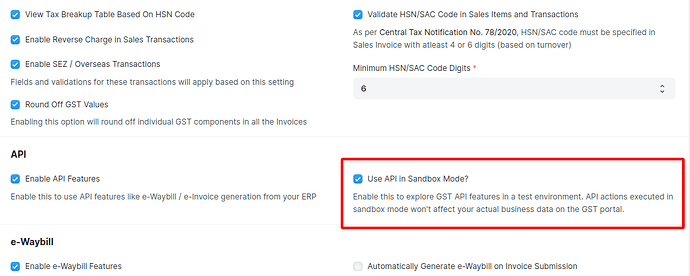 View Tax Breakup Table Based On HSN Code
Enable Reverse Charge in Sales Transactions
Enable SEZ / Overseas Transactions
Fields and validations for these transactions will apply based on this setting
Round Off GST Values
Enabling this option will round off individual GST components in all the Invoices
Validate HSN/SAC Code in Sales Items and Transactions
As per Central Tax Notification No. 78/2020, HSN/SAC code must be specified in
Sales Invoice with atleast 4 or 6 digits (based on turnover)
Minimum HSN/SAC Code Digits *
6
API
Enable API Features
Enable this to use API features like e-Waybill / e-Invoice generation from your ERP
Use API in Sandbox Mode?
Enable this to explore GST API features in a test environment. API actions executed in
sandbox mode won't affect your actual business data on the GST portal.
e-Waybill
Enable e-Waybill Features
Automatically Generate e-Waybill on Invoice Submission